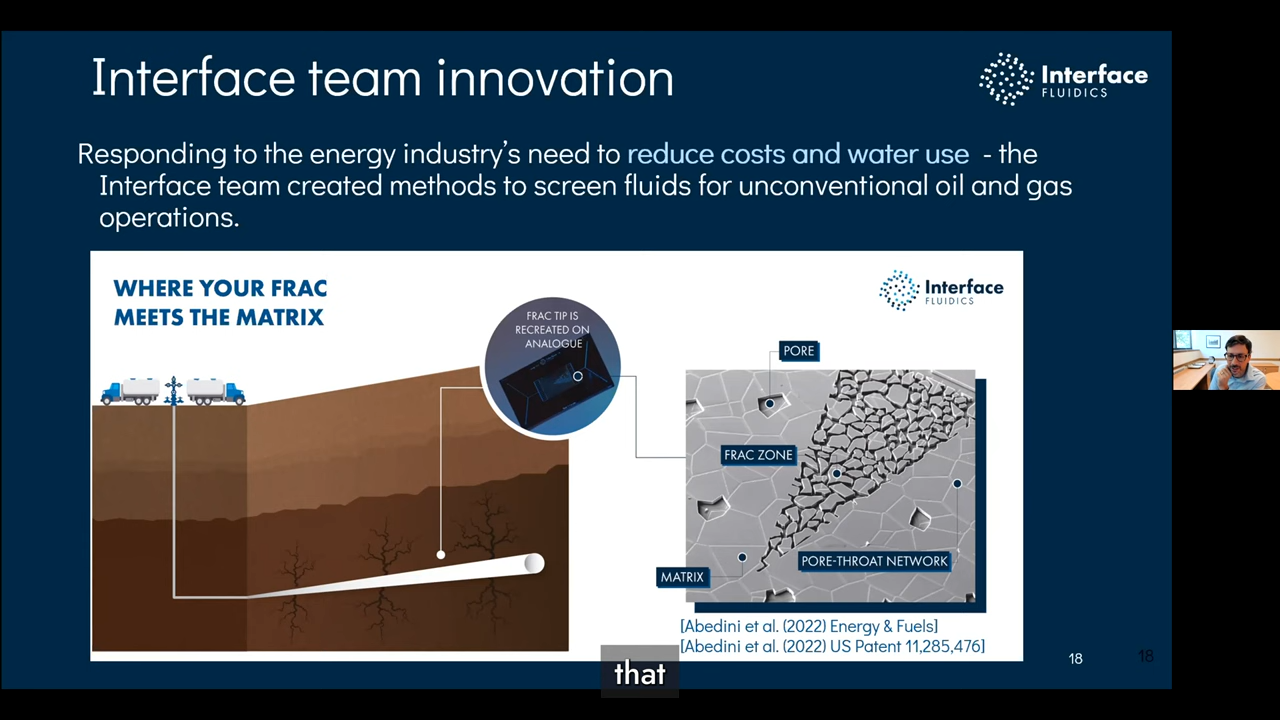 Interface team innovation
Interface
FLUIDICS
Responding to the energy industry's need to reduce costs and water use - the
Interface team created methods to screen fluids for unconventional oil and gas
operations.
WHERE YOUR FRAC
MEETS THE MATRIX
Interface
FLUIDICS
FRAC TIP IS
RECREATED ON
ANALOGUE
PORE
FRAC ZONE
PORE-THROAT NETWORK
MATRIX
[Abedini et al. (2022) Energy & Fuels]
[Abedini et al. (2022) US Patent 11,285,476]
18
18
that